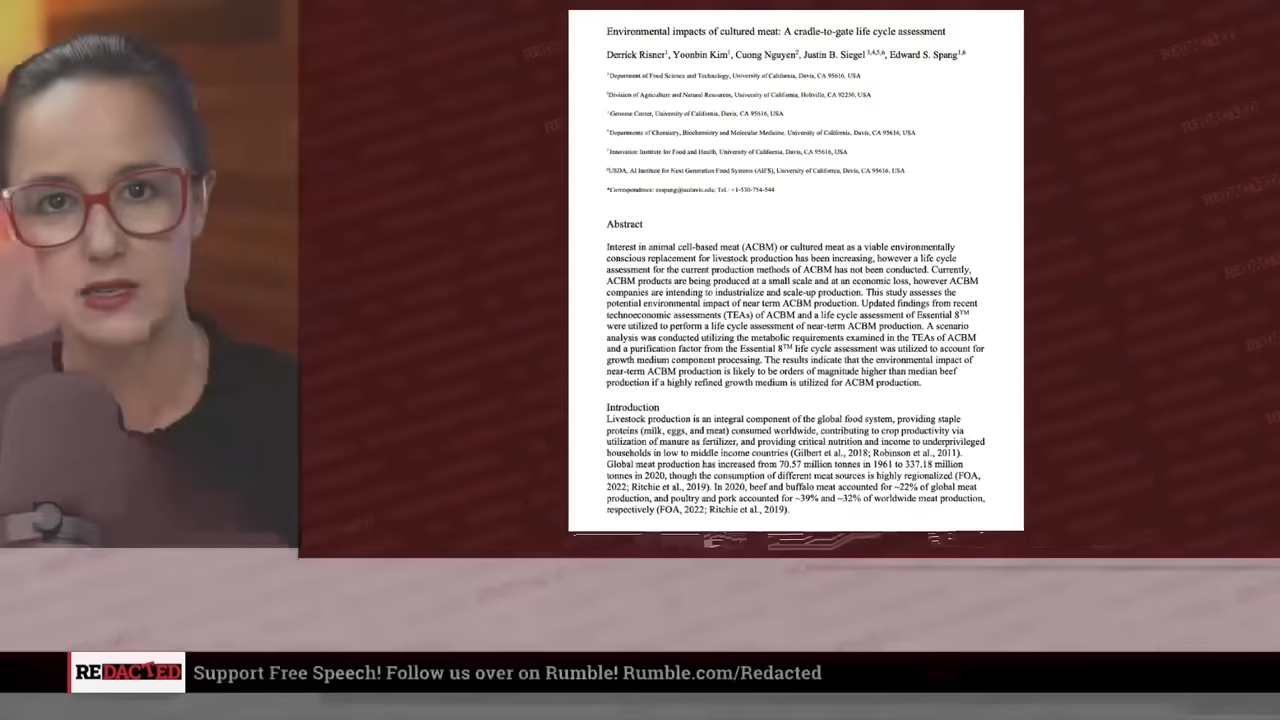 Environmental impacts of cultured meat: A cradle-to-gate life cycle assessment
Derrick Risner¹, Yoonbin Kim¹, Cuong Nguyen², Justin B. Siegel ³,⁴,⁵,⁶, Edward S. Spang¹,⁶
¹Department of Food Science and Technology, University of California, Davis, CA 95616, USA
²Division of Agriculture and Natural Resources, University of California, Holtville, CA 92250, USA
Genome Center, University of California, Davis, CA 95616, USA
Departments of Chemistry, Biochemistry and Molecular Medicine, University of California, Davis, CA 95616, USA
Innovation Institute for Food and Health, University of California, Davis, CA 95616, USA
USDA, AI Institute for Next Generation Food Systems (AIFS), University of California, Davis, CA 95616, USA
*Correspondence: esspang@ucdavis.edu; Tel.: +1-530-754-544
Abstract
Interest in animal cell-based meat (ACBM) or cultured meat as a viable environmentally
conscious replacement for livestock production has been increasing, however a life cycle
assessment for the current production methods of ACBM has not been conducted. Currently,
ACBM products are being produced at a small scale and at an economic loss, however ACBM
companies are intending to industrialize and scale-up production. This study assesses the
potential environmental impact of near term ACBM production. Updated findings from recent
technoeconomic assessments (TEAs) of ACBM and a life cycle assessment of Essential 8™
were utilized to perform a life cycle assessment of near-term ACBM production. A scenario
analysis was conducted utilizing the metabolic requirements examined in the TEAs of ACBM
and a purification factor from the Essential 8™ life cycle assessment was utilized to account for
growth medium component processing. The results indicate that the environmental impact of
near-term ACBM production is likely to be orders of magnitude higher than median beef
production if a highly refined growth medium is utilized for ACBM production.
Introduction
Livestock production is an integral component of the global food system, providing staple
proteins (milk, eggs, and meat) consumed worldwide, contributing to crop productivity via
utilization of manure as fertilizer, and providing critical nutrition and income to underprivileged
households in low to middle income countries (Gilbert et al., 2018; Robinson et al., 2011).
Global meat production has increased from 70.57 million tonnes in 1961 to 337.18 million
tonnes in 2020, though the consumption of different meat sources is highly regionalized (FOA,
2022; Ritchie et al., 2019). In 2020, beef and buffalo meat accounted for ~22% of global meat
production, and poultry and pork accounted for ~39% and ~32% of worldwide meat production,
respectively (FOA, 2022; Ritchie et al., 2019).
REDACTED Support Free Speech! Follow us over on Rumble! Rumble.com/Redacted